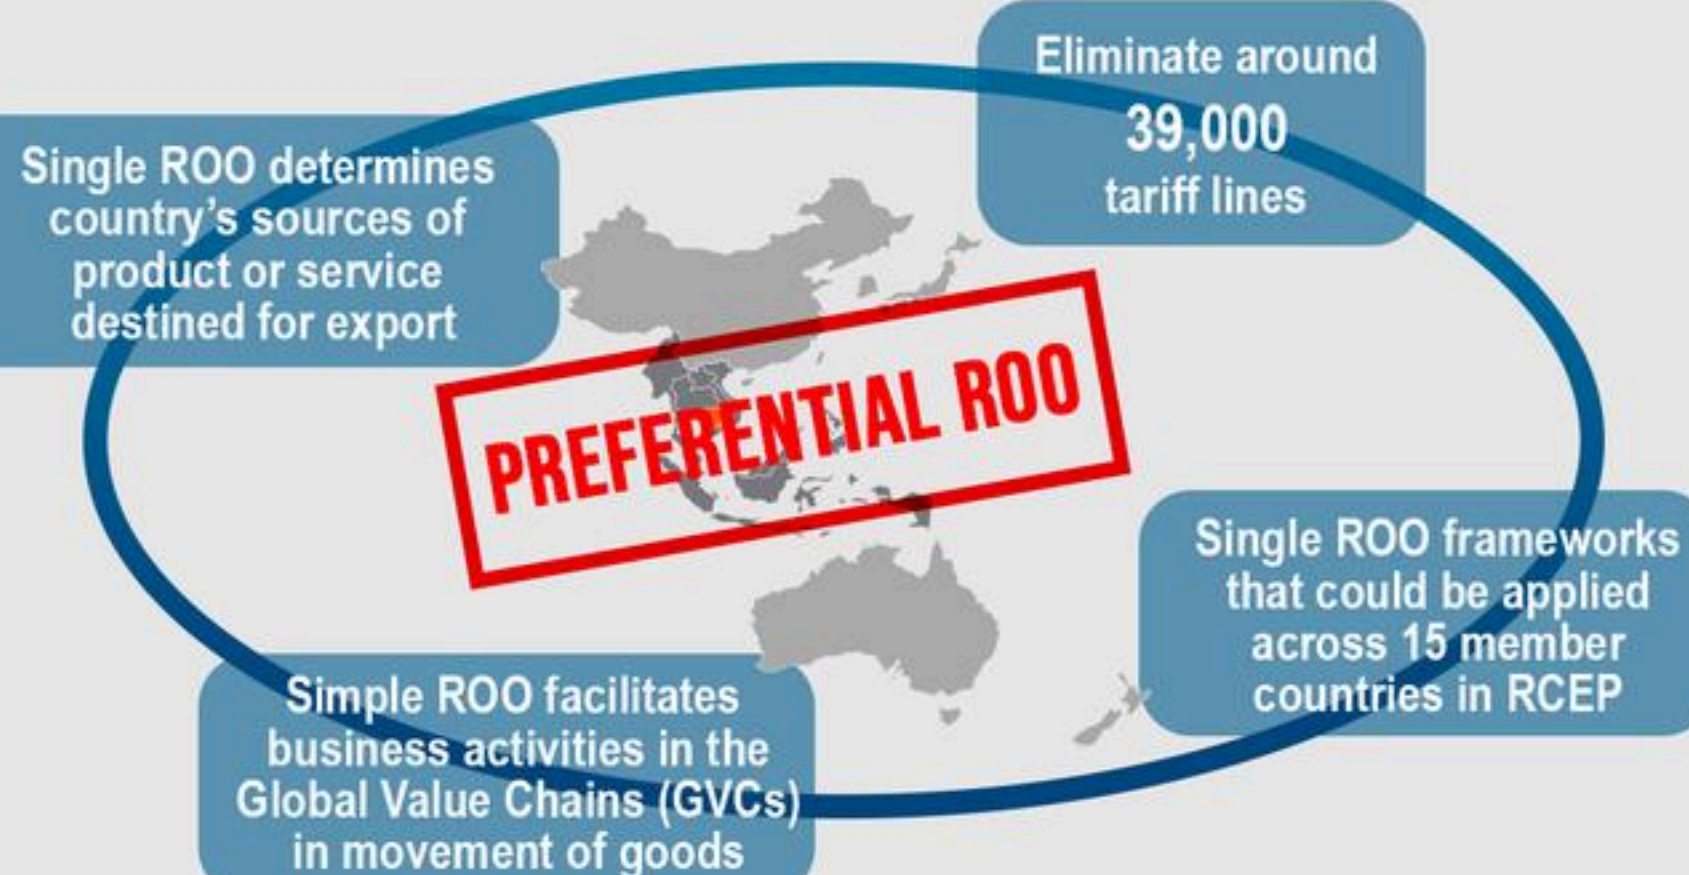 Eliminate around
39,000
tariff lines
Single ROO determines
country’s sources of
product or service
destined for export
PREFERENTIAL ROO
Single ROO frameworks
that could be applied
across 15 member
countries in RCEP
Simple ROO facilitates
business activities in the
Global Value Chains (GVCs)
in movement of goods